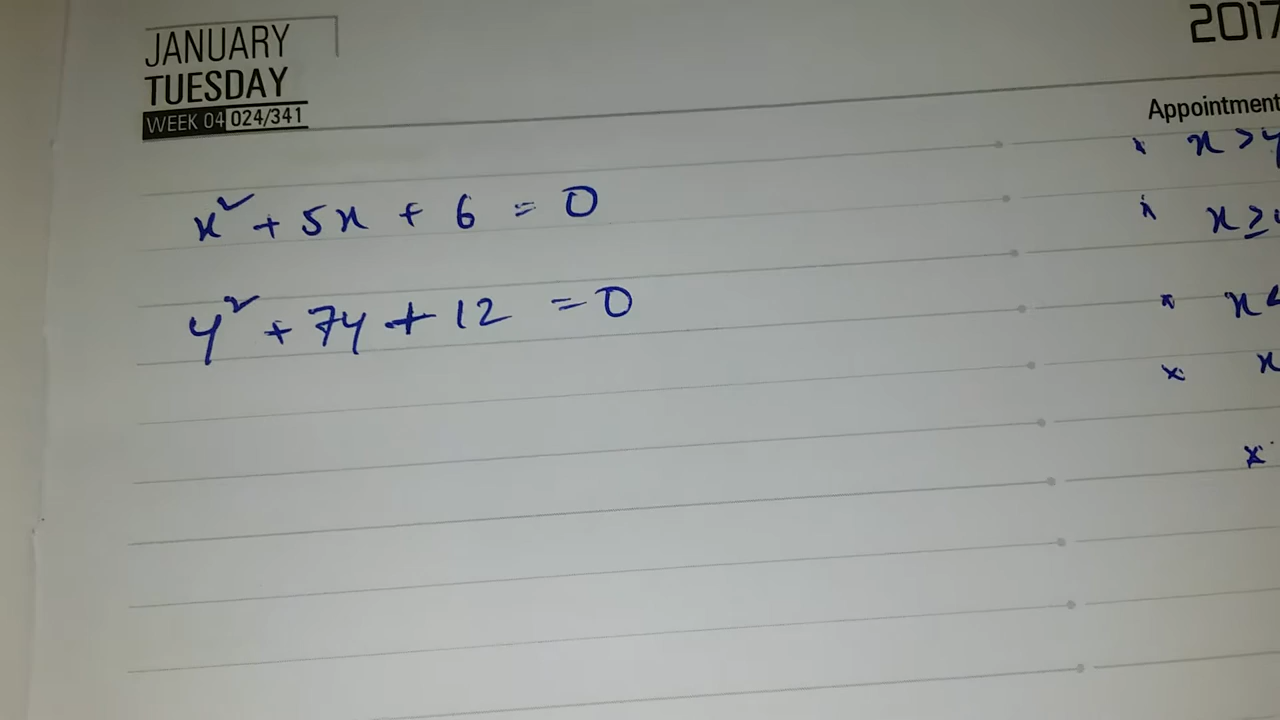 JANUARY
TUESDAY
WEEK 04 024/341
2017
Appointment
x² + 5x + 6 = 0
y² + 7y + 12 = 0
* x > y
* x ≥
* x <
* x
*